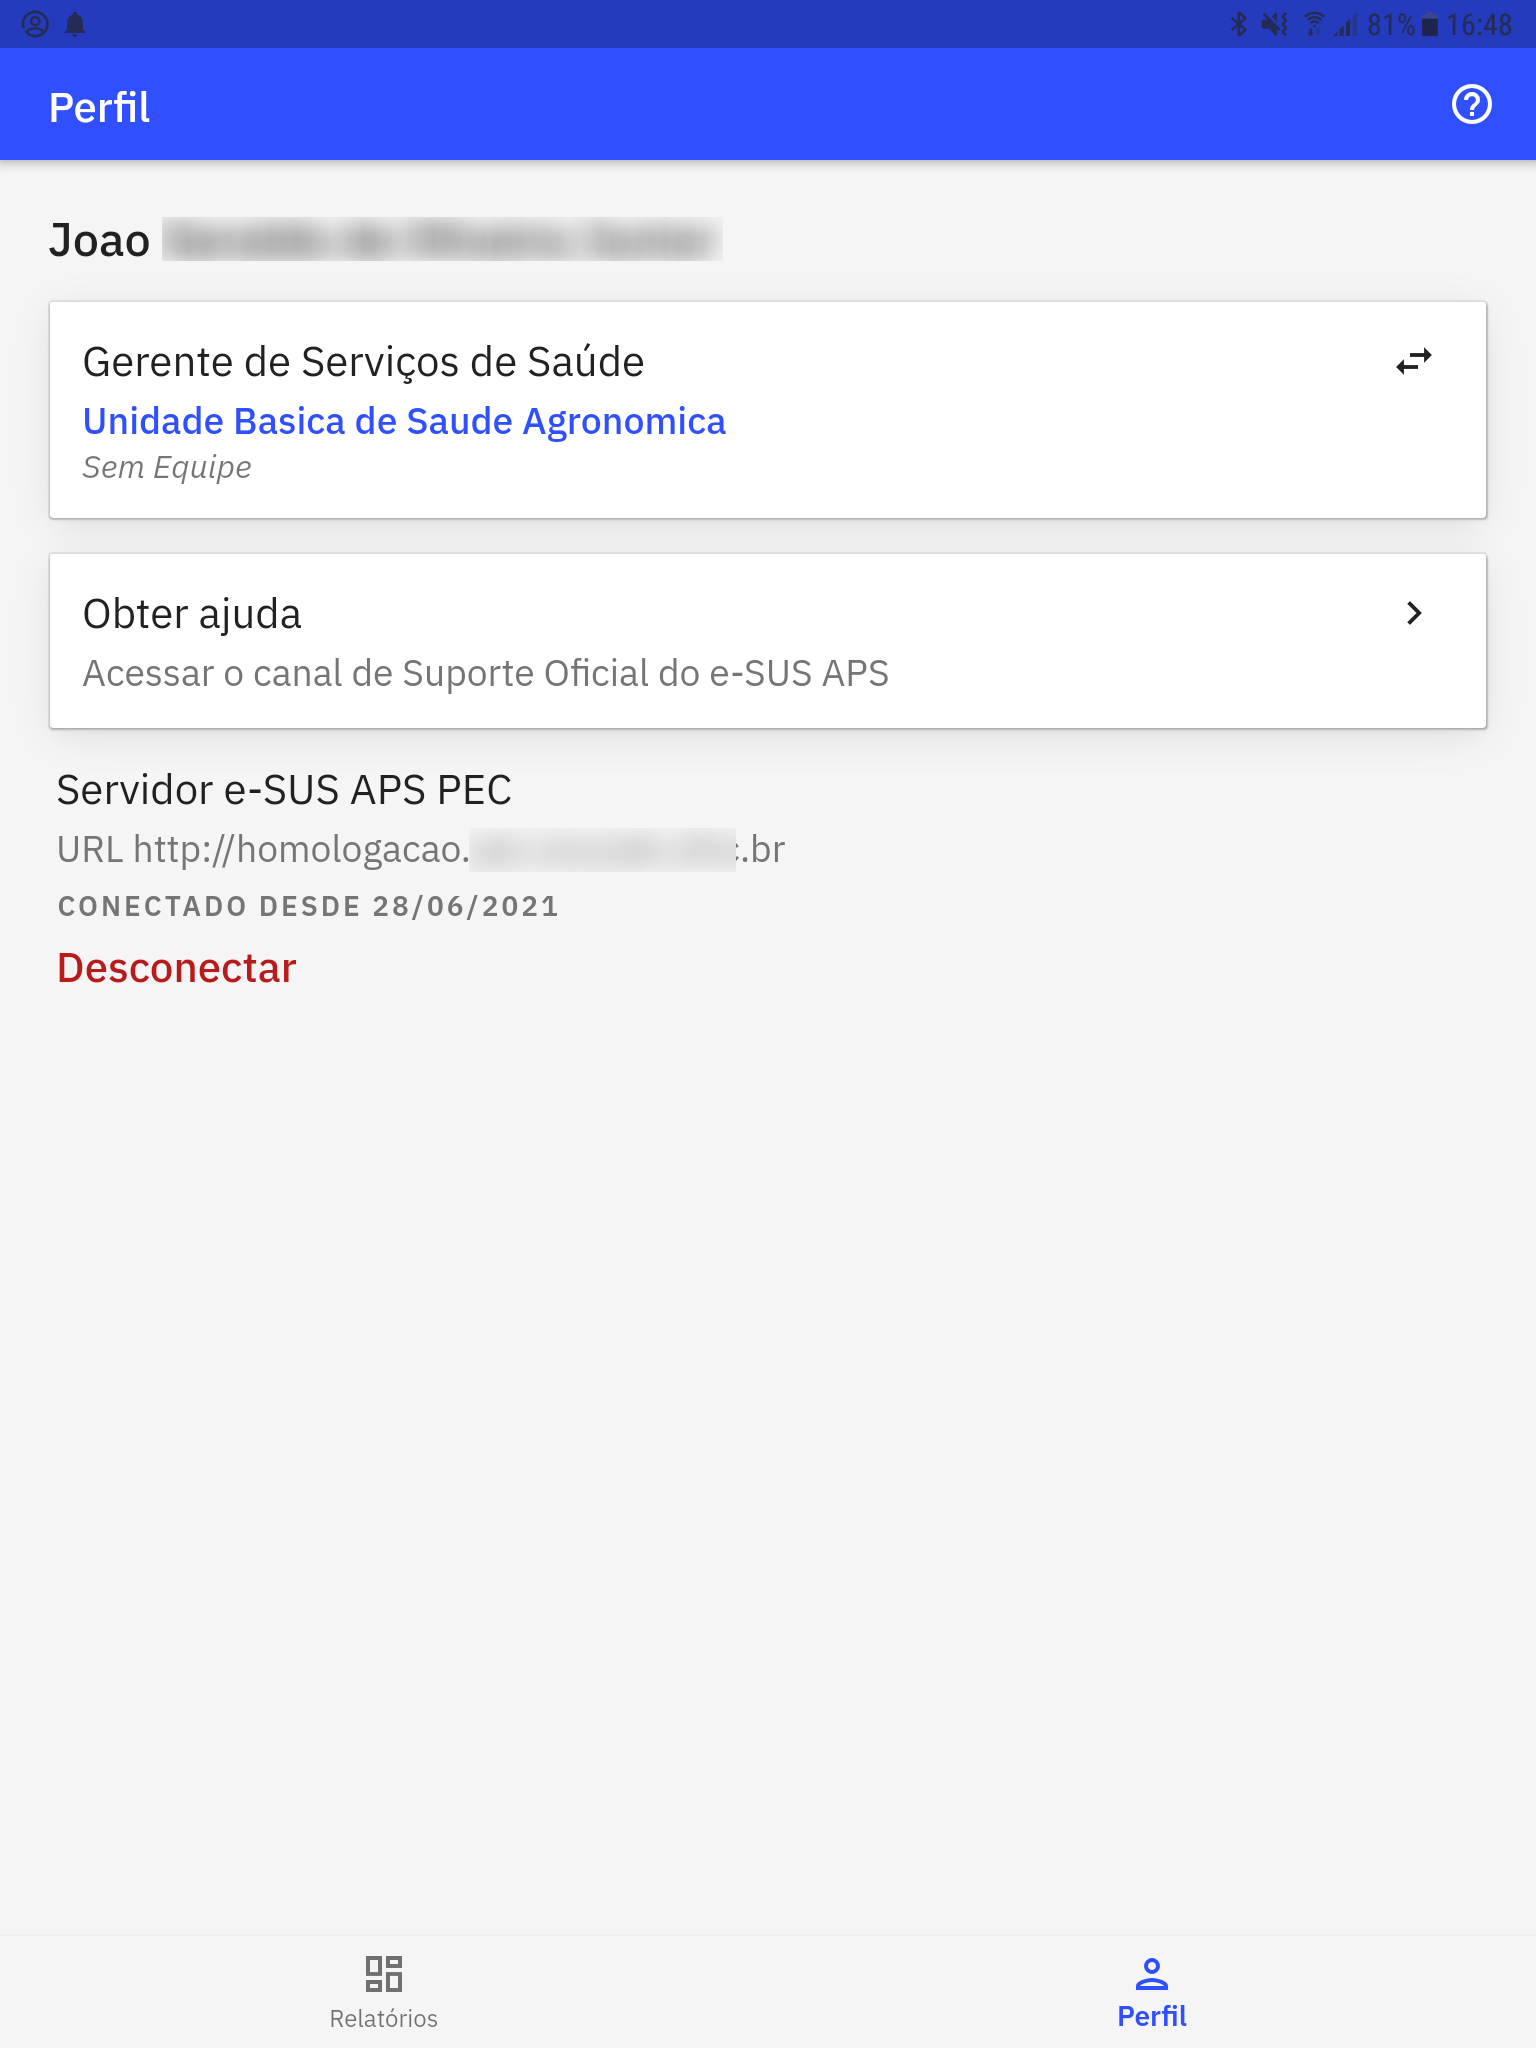 81% 16:48
Perfil
Joao
Gerente de Serviços de Saúde
Unidade Basica de Saude Agronomica
Sem Equipe
Obter ajuda
Acessar o canal de Suporte Oficial do e-SUS APS
Servidor e-SUS APS PEC
URL http://homologacao. .br
CONECTADO DESDE 28/06/2021
Desconectar
Relatórios
Perfil